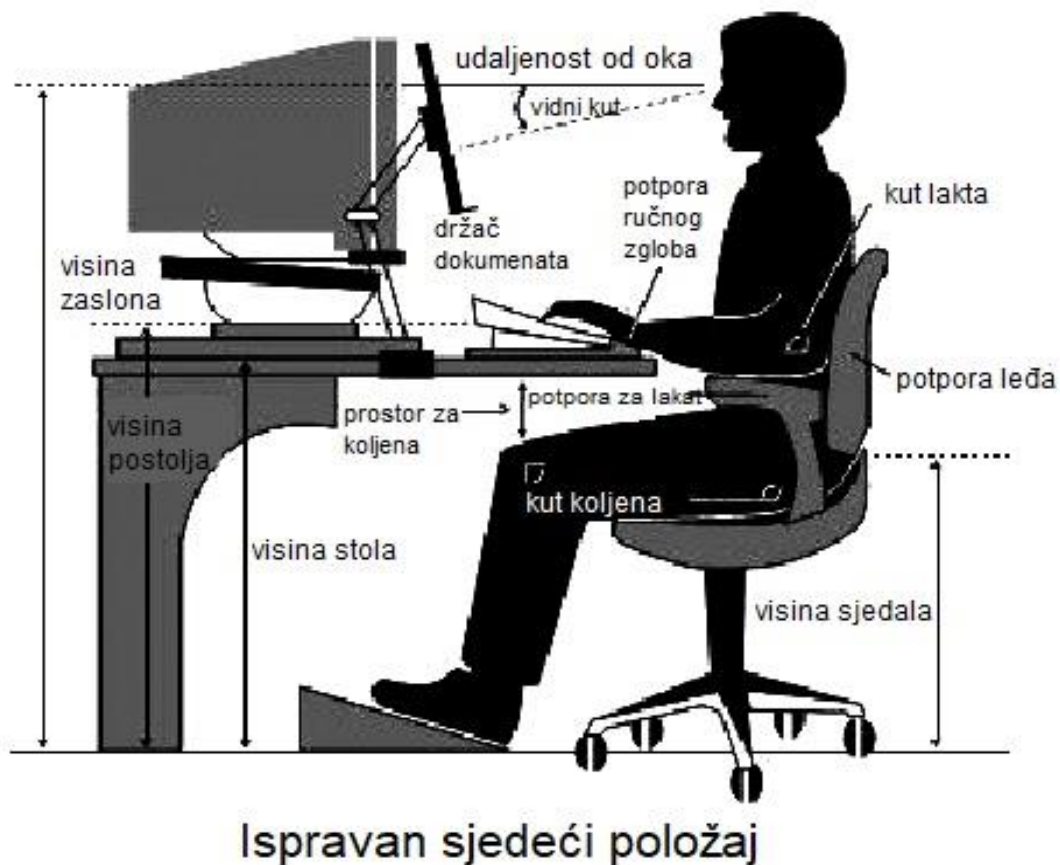 udaljenost od oka
vidni kut
potpora
ručnog
zgloba
kut lakta
držač
dokumenata
visina
zaslona
potpora leđa
potpora za lakat
prostor za
koljena
visina
postolja
kut koljena
visina stola
visina sjedala
Ispravan sjedeći položaj